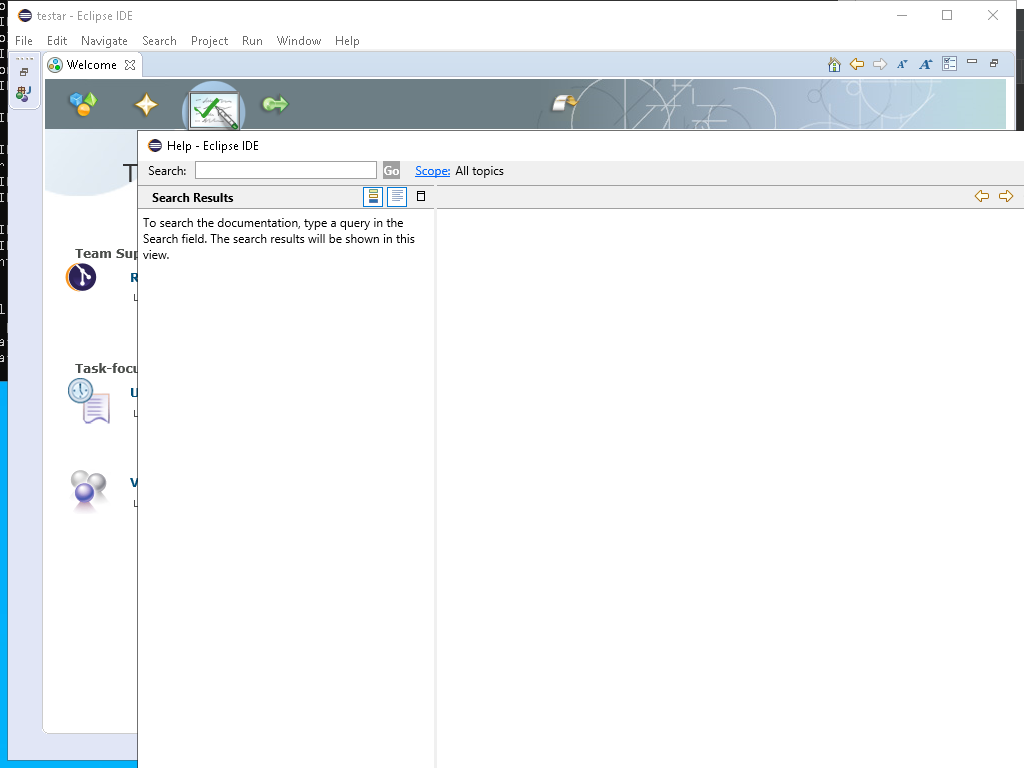 testar - Eclipse IDE
File Edit Navigate Search Project Run Window Help
Welcome
Help - Eclipse IDE
Search: Go Scope: All topics
Search Results
To search the documentation, type a query in the
Search field. The search results will be shown in this
view.
Team Sup
Task-focu